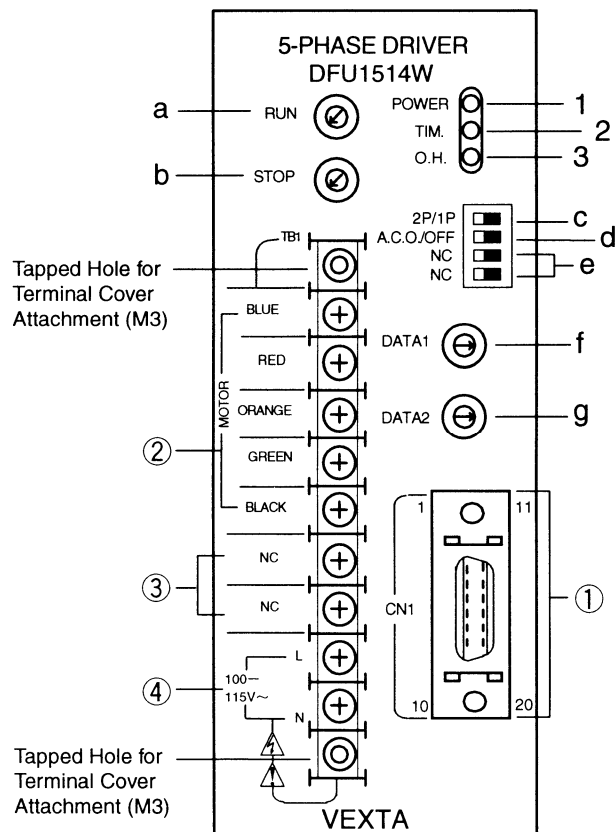 5-PHASE DRIVER
DFU1514W
a RUN
POWER 1
TIM. 2
O.H. 3
b STOP
2P/1P c
A.C.O./OFF d
NC
NC e
TB1
Tapped Hole for
Terminal Cover
Attachment (M3)
MOTOR
②
BLUE
RED
ORANGE
GREEN
BLACK
DATA1 f
DATA2 g
③
NC
NC
④
100−
115V~
L
N
CN1
1 11
10 20
①
Tapped Hole for
Terminal Cover
Attachment (M3)
VEXTA